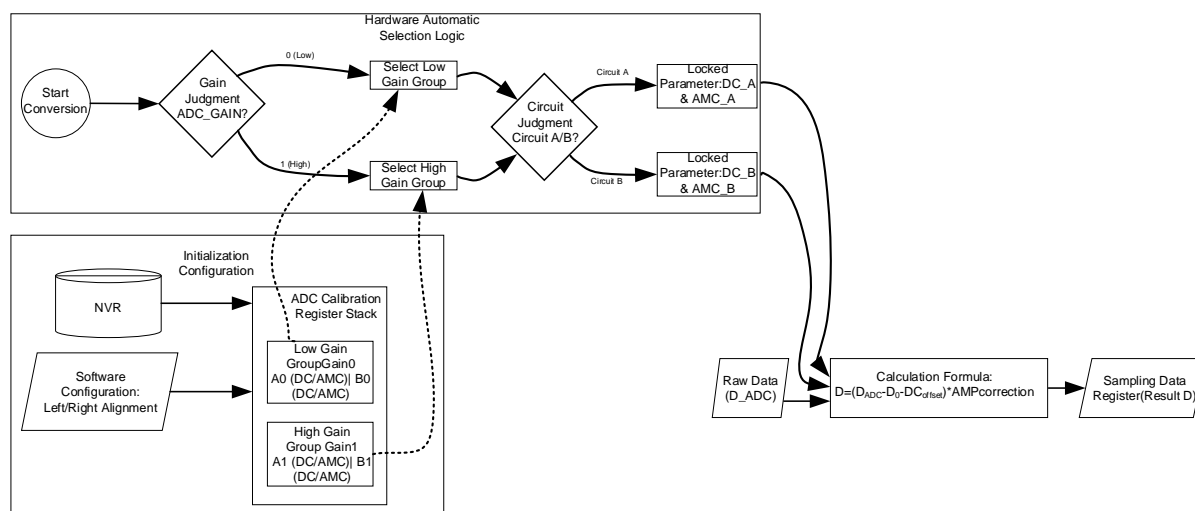 Hardware Automatic
Selection Logic
Start
Conversion
Gain
Judgment
ADC_GAIN?
0 (Low)
1 (High)
Select Low
Gain Group
Select High
Gain Group
Circuit
Judgment
Circuit A/B?
Circuit A
Circuit B
Locked
Parameter:DC_A
& AMC_A
Locked
Parameter:DC_B
& AMC_B
Initialization
Configuration
NVR
Software
Configuration:
Left/Right Alignment
ADC Calibration
Register Stack
Low Gain
GroupGain0
A0 (DC/AMC)| B0
(DC/AMC)
High Gain
Group Gain1
A1 (DC/AMC)| B1
(DC/AMC)
Raw Data
(D_ADC)
Calculation Formula:
D=(D_ADC-D_0-DC_offset)*AMPcorrection
Sampling Data
Register(Result D)